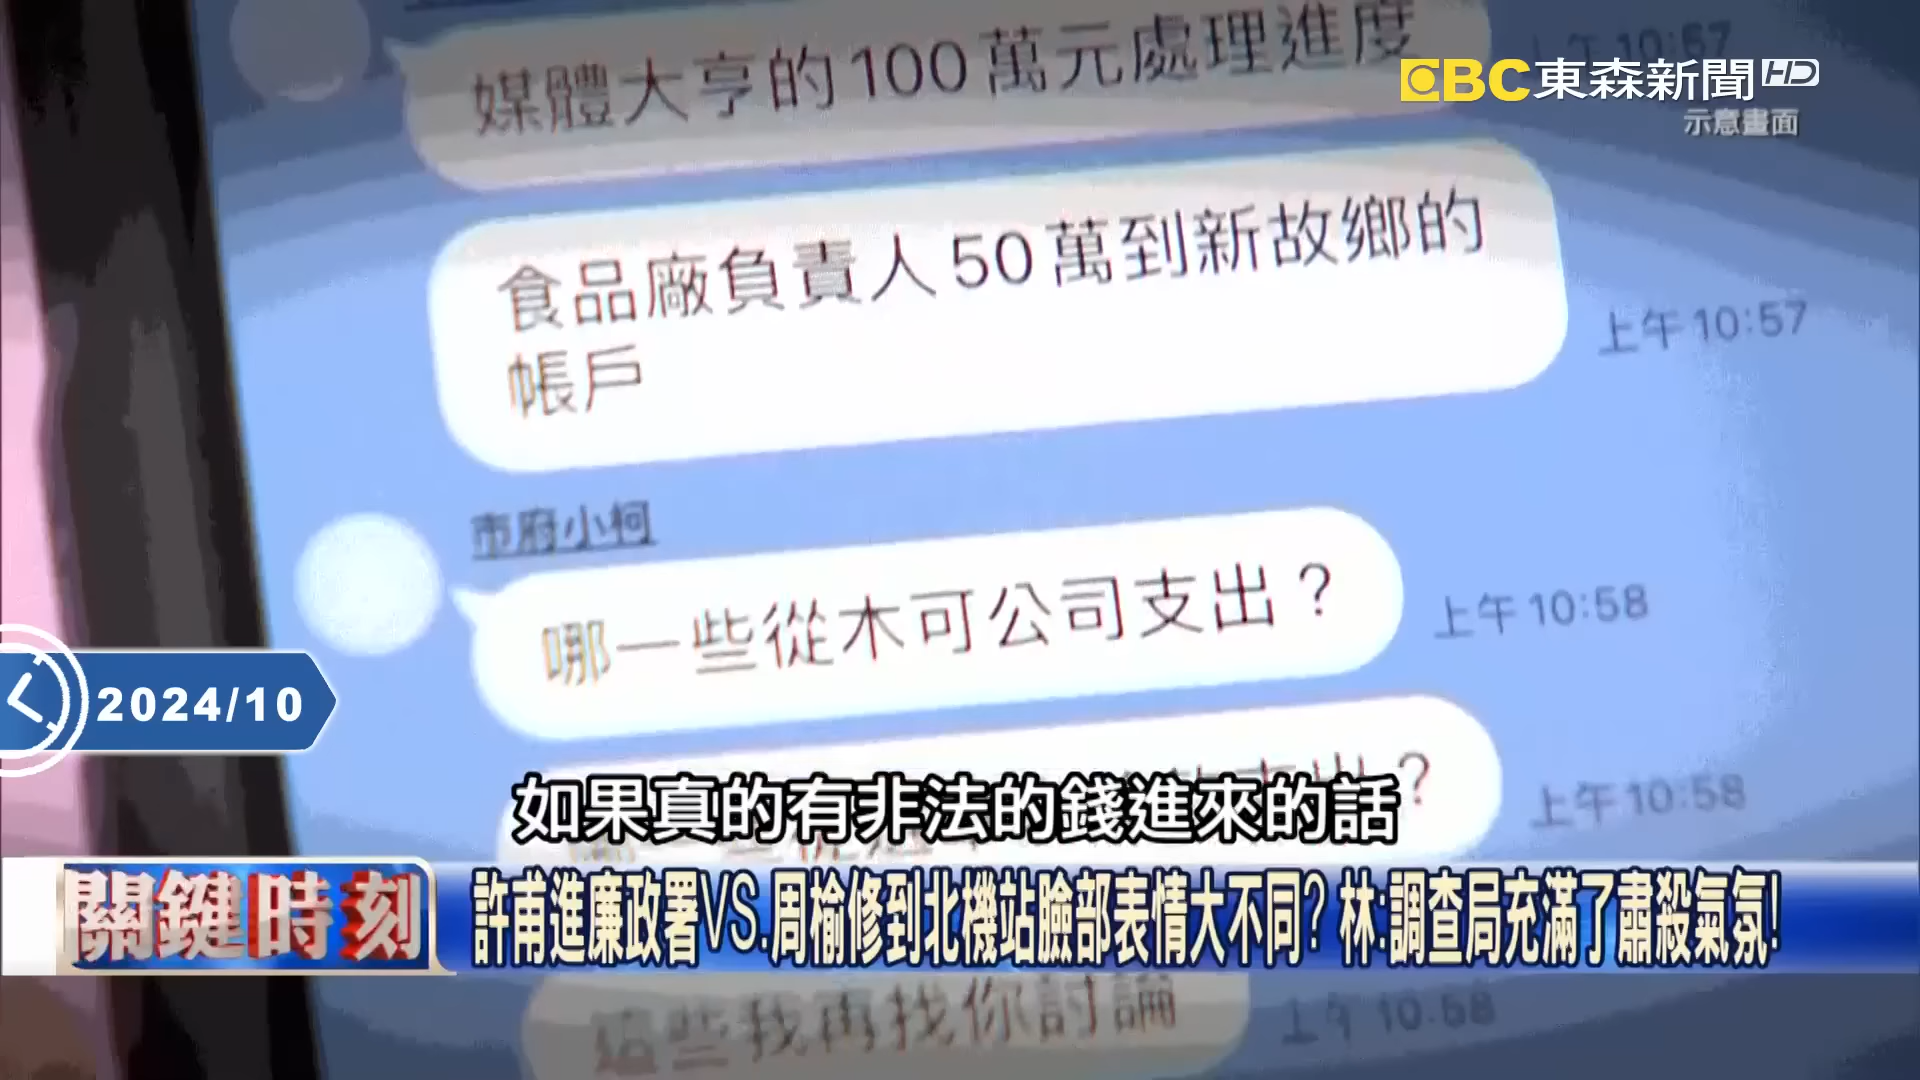 媒體大亨的100萬元處理進度
上午10:57
EBC東森新聞HD
示意畫面
食品廠負責人50萬到新故鄉的
帳戶
上午10:57
市府小柯
哪一些從木可公司支出？
上午10:58
2024/10
支出？
上午10:58
如果真的有非法的錢進來的話
關鍵時刻
許甫進廉政署VS.周榆修到北機站臉部表情大不同? 林:調查局充滿了肅殺氣氛!
這些我再找你討論
上午10:58